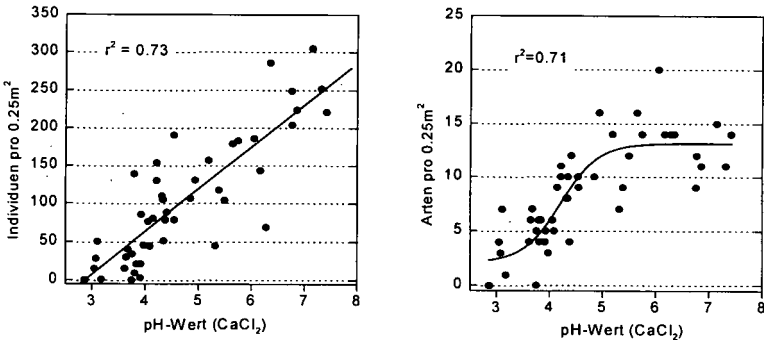 350
300
250
200
150
100
50
0
r² = 0.73
Individuen pro 0.25m²
2 3 4 5 6 7 8
pH-Wert (CaCl₂)
25
20
15
10
5
0
r²=0.71
Arten pro 0.25m²
2 3 4 5 6 7 8
pH-Wert (CaCl₂)